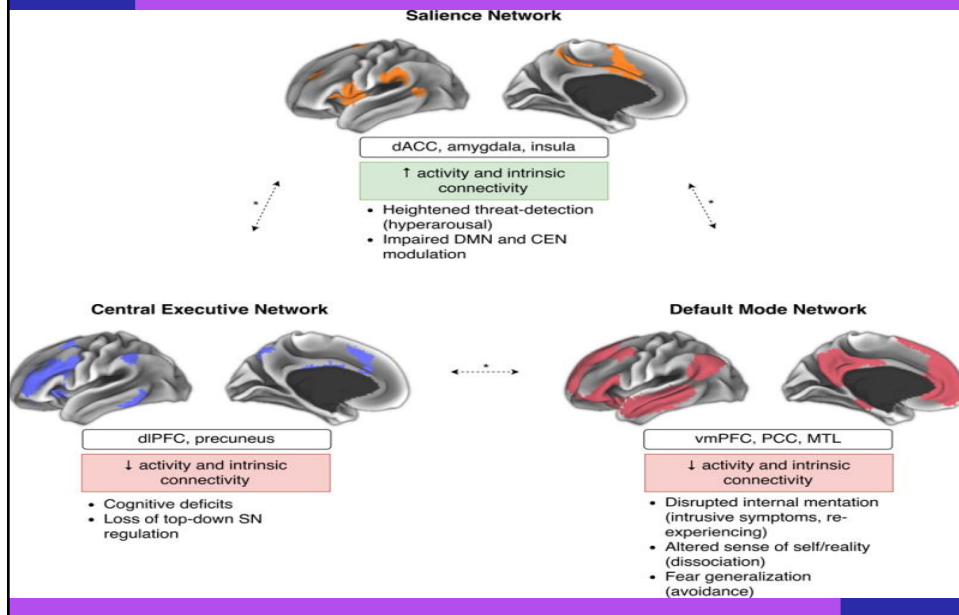 Salience Network
dACC, amygdala, insula
↑ activity and intrinsic
connectivity
• Heightened threat-detection
(hyperarousal)
• Impaired DMN and CEN
modulation
*
*
Central Executive Network
dlPFC, precuneus
↓ activity and intrinsic
connectivity
• Cognitive deficits
• Loss of top-down SN
regulation
*
Default Mode Network
vmPFC, PCC, MTL
↓ activity and intrinsic
connectivity
• Disrupted internal mentation
(intrusive symptoms, re-
experiencing)
• Altered sense of self/reality
(dissociation)
• Fear generalization
(avoidance)